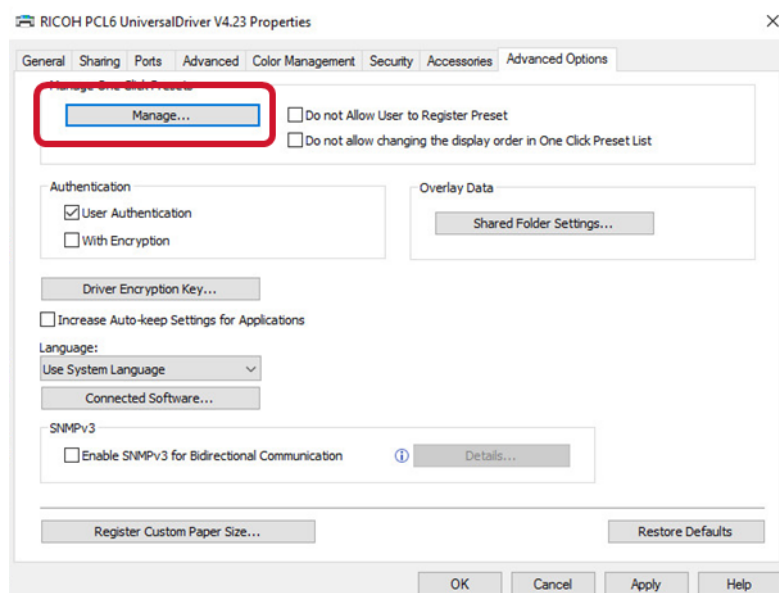 RICOH PCL6 UniversalDriver V4.23 Properties
General Sharing Ports Advanced Color Management Security Accessories Advanced Options
Manage One Click Presets
Manage... Do not Allow User to Register Preset
Do not allow changing the display order in One Click Preset List
Authentication Overlay Data
User Authentication
Shared Folder Settings...
With Encryption
Driver Encryption Key...
Increase Auto-keep Settings for Applications
Language:
Use System Language
Connected Software...
SNMPv3
Enable SNMPv3 for Bidirectional Communication Details...
Register Custom Paper Size... Restore Defaults
OK Cancel Apply Help